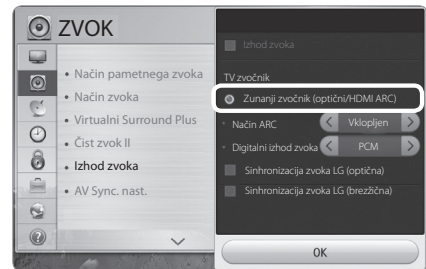 ZVOK
• Način pametnega zvoka
• Način zvoka
• Virtualni Surround Plus
• Čist zvok II
• Izhod zvoka
• AV Sync. nast.
Izhod zvoka
TV zvočnik
Zunanji zvočnik (optični/HDMI ARC)
• Način ARC < Vklopljen >
• Digitalni izhod zvoka < PCM >
Sinhronizacija zvoka LG (optična)
Sinhronizacija zvoka LG (brezžična)
OK